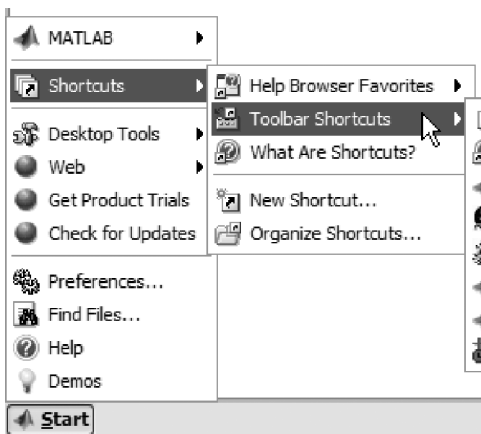 MATLAB
Shortcuts
Desktop Tools
Web
Get Product Trials
Check for Updates
Preferences...
Find Files...
Help
Demos
Start
Help Browser Favorites
Toolbar Shortcuts
What Are Shortcuts?
New Shortcut...
Organize Shortcuts...